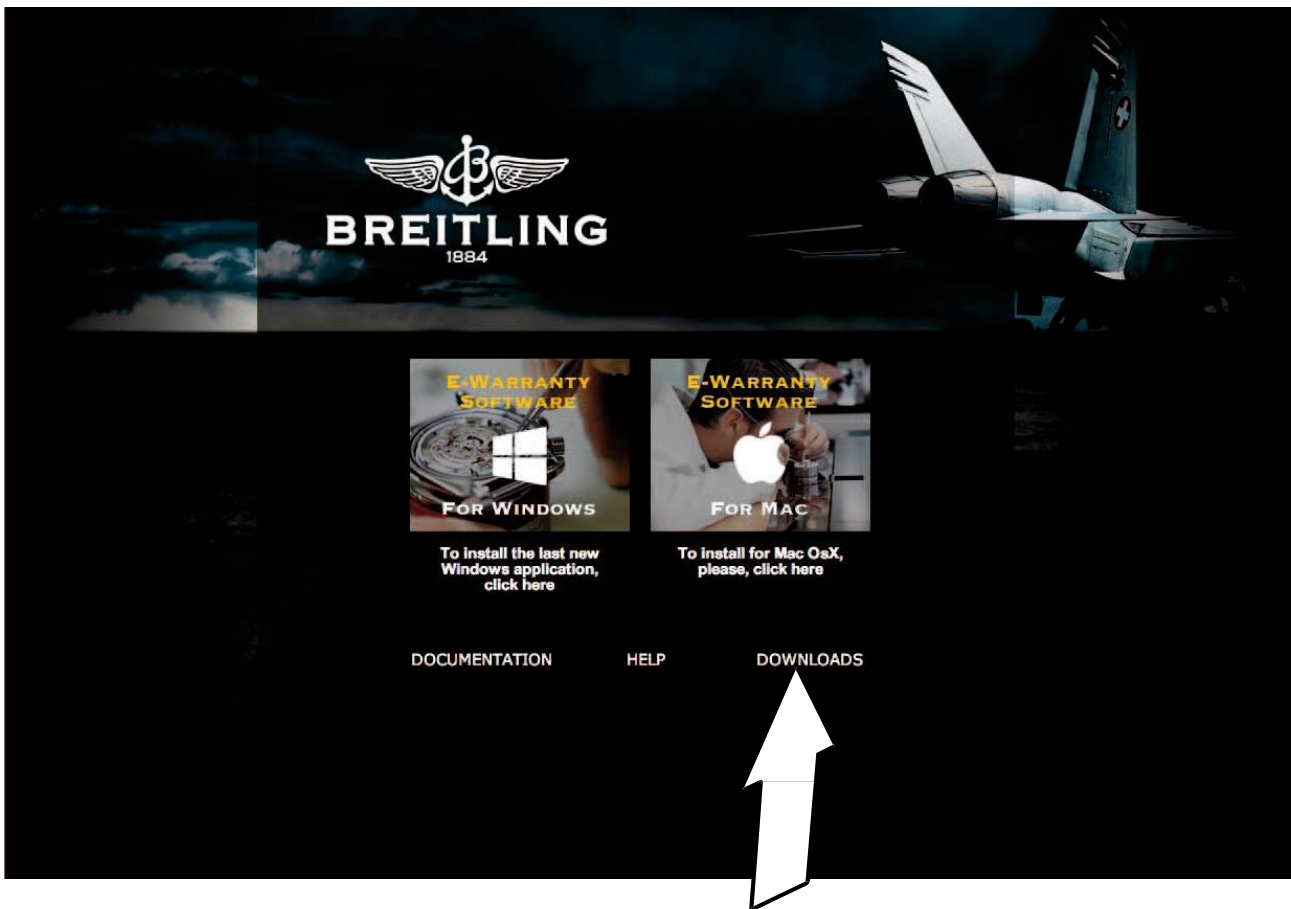 BREITLING
1884
E-WARRANTY
SOFTWARE
FOR WINDOWS
To install the last new
Windows application,
click here
E-WARRANTY
SOFTWARE
FOR MAC
To install for Mac OsX,
please, click here
DOCUMENTATION HELP DOWNLOADS